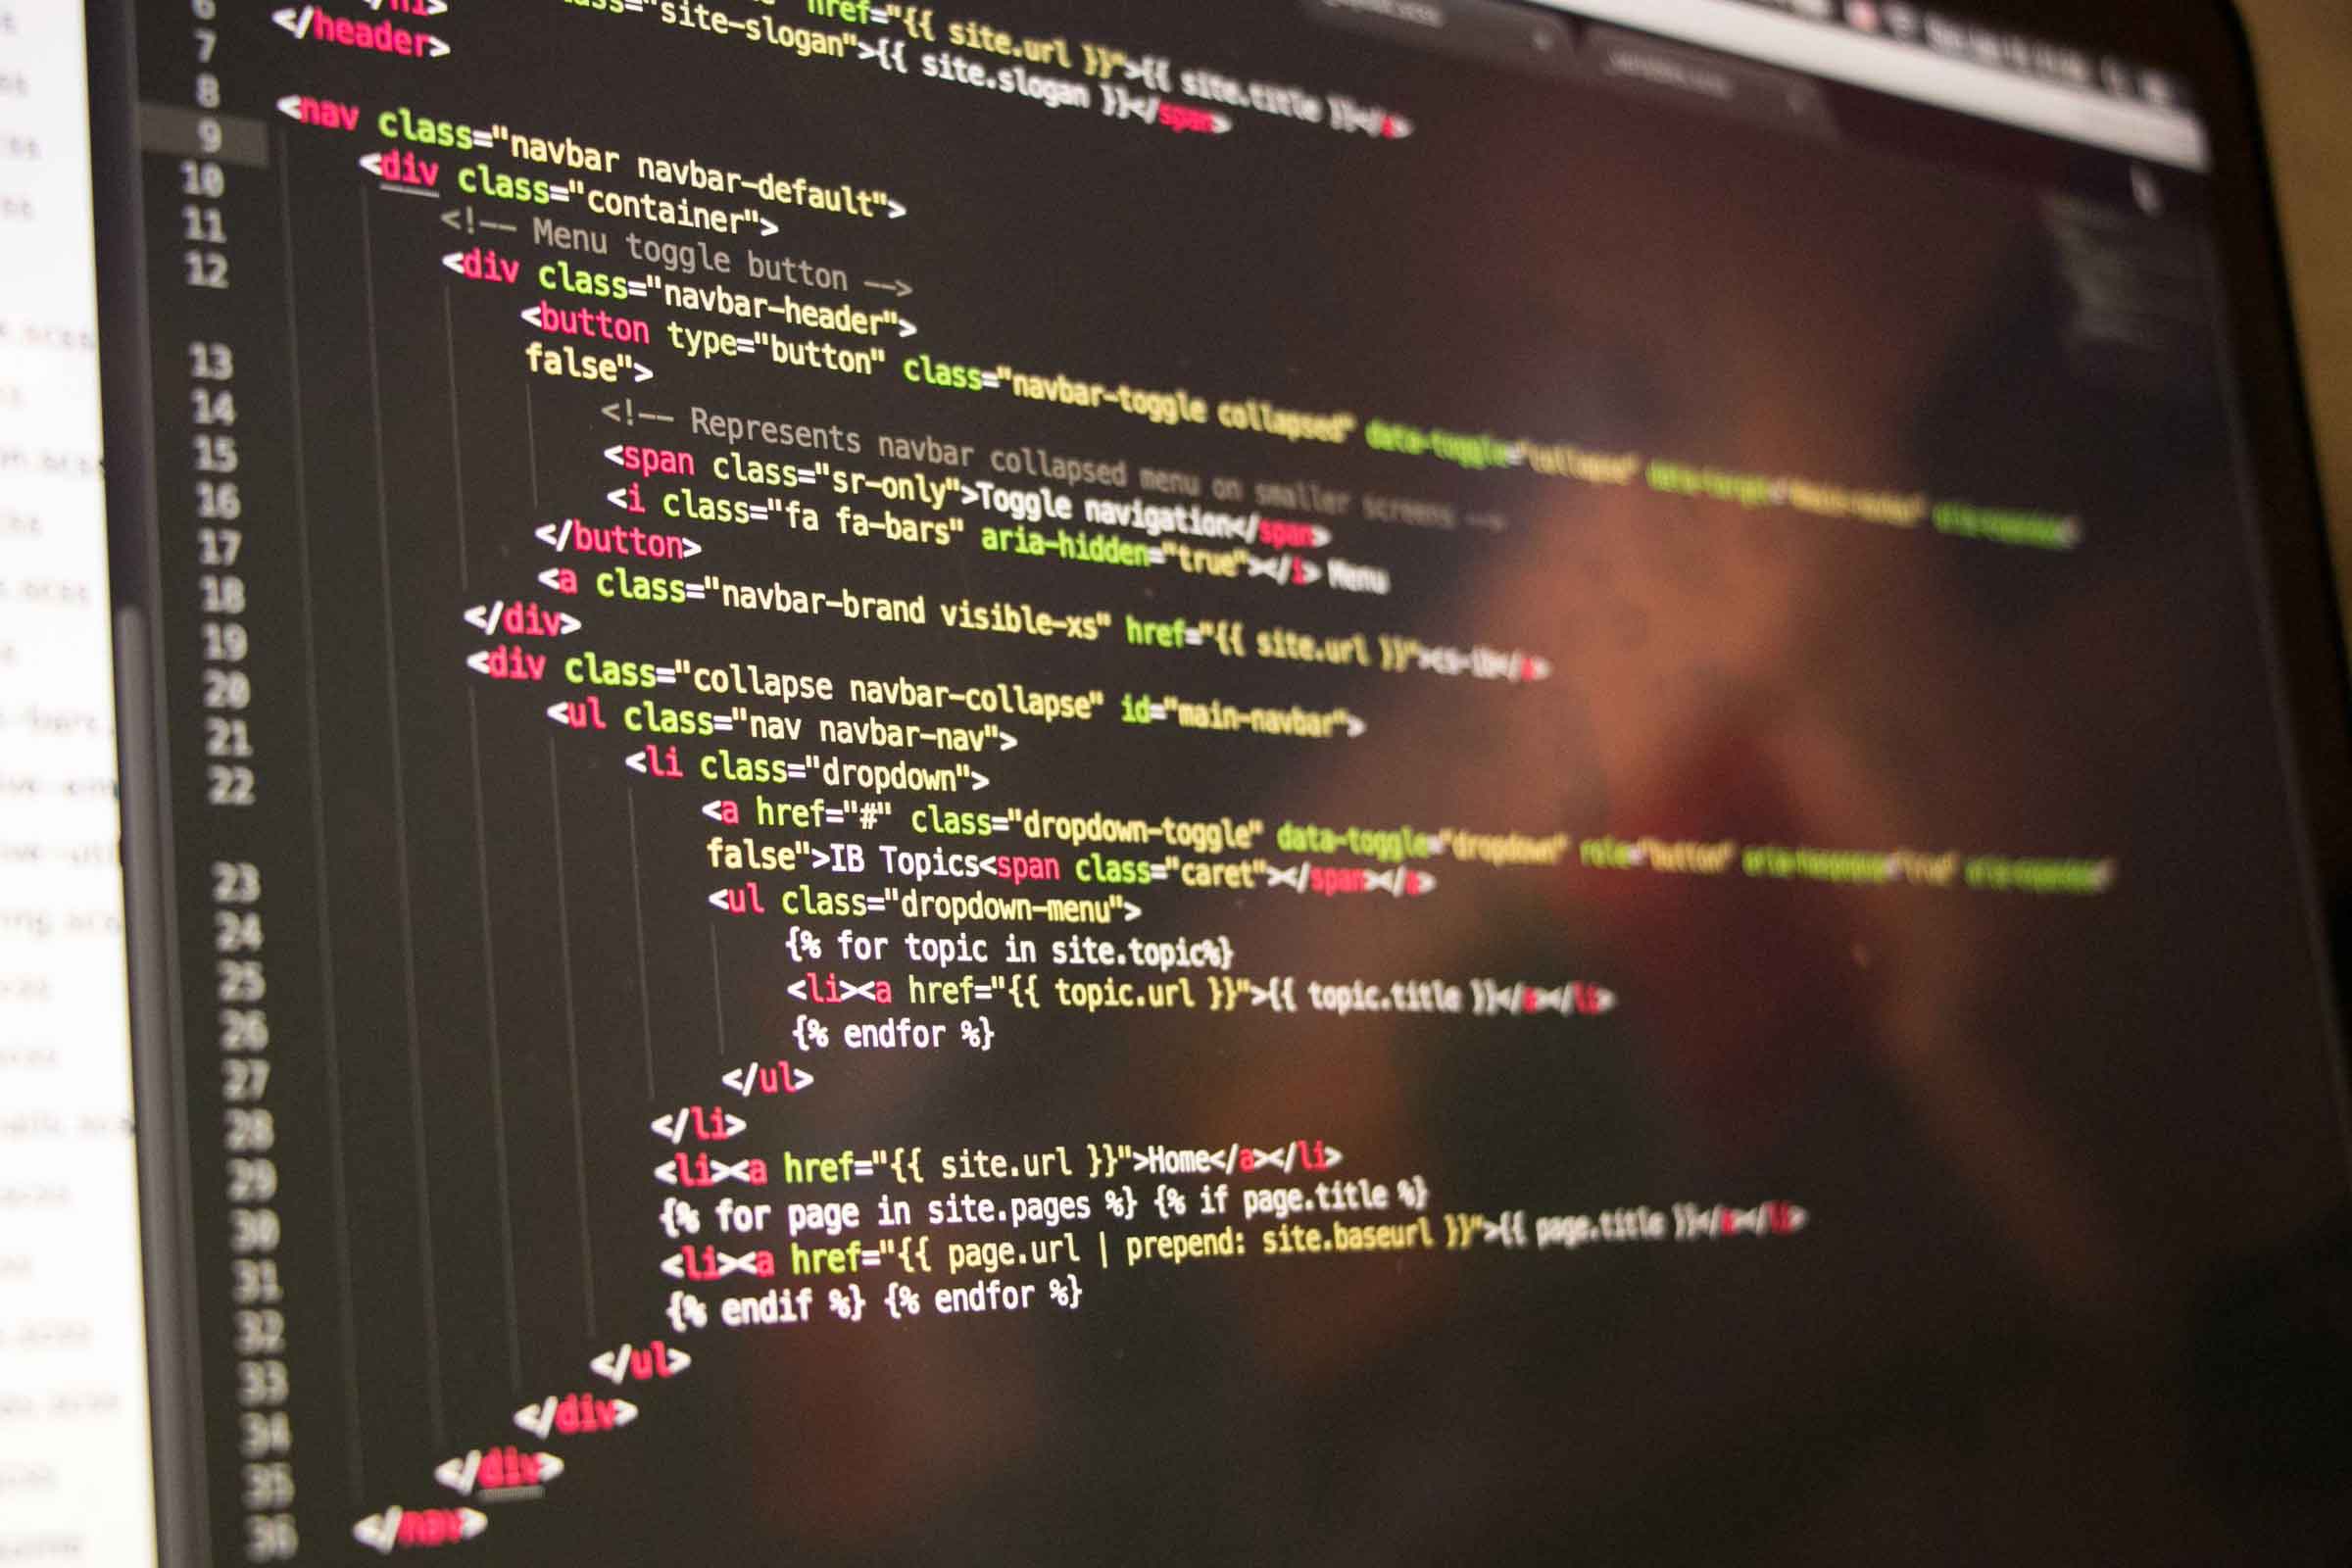 6
7
8
9
10
11
12
13
14
15
16
17
18
19
20
21
22
23
24
25
26
27
28
29
30
31
32
33
34
35
36
href="{{ site.url }}">{{ site.title }}</a>
"site-slogan">{{ site.slogan }}</span>
</header>
<nav class="navbar navbar-default">
<div class="container">
<!-- Menu toggle button -->
<div class="navbar-header">
<button type="button" class="navbar-toggle collapsed" data-toggle="collapse"
false">
<!-- Represents navbar collapsed menu on smaller screens -->
<span class="sr-only">Toggle navigation</span>
<i class="fa fa-bars" aria-hidden="true"></i> Menu
</button>
<a class="navbar-brand visible-xs" href="{{ site.url }}">cs-ib</a>
</div>
<div class="collapse navbar-collapse" id="main-navbar">
<ul class="nav navbar-nav">
<li class="dropdown">
<a href="#" class="dropdown-toggle" data-toggle="dropdown" role="button" aria-haspopup="true" aria-expanded="
false">IB Topics<span class="caret"></span></a>
<ul class="dropdown-menu">
{% for topic in site.topic%}
<li><a href="{{ topic.url }}">{{ topic.title }}</a></li>
{% endfor %}
</ul>
</li>
<li><a href="{{ site.url }}">Home</a></li>
{% for page in site.pages %} {% if page.title %}
<li><a href="{{ page.url | prepend: site.baseurl }}">{{ page.title }}</a></li>
{% endif %} {% endfor %}
</ul>
</div>
</div>
</nav>